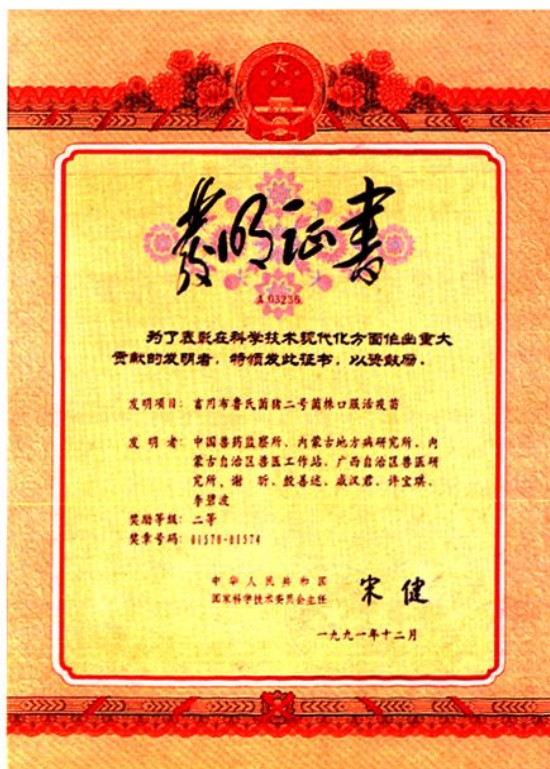 发明证书
03236
为了表彰在科学技术现代化方面作出重大
贡献的发明者,特颁发此证书,以资鼓励。
发明项目:畜用布鲁氏菌猪二号菌株口服活疫苗
发 明 者:中国兽药监察所、内蒙古地方病研究所、内
蒙古自治区兽医工作站、广西自治区兽医研
究所、谢 昕、殷善述、戚汉君、许宝琪、
李碧波
奖励等级:二等
奖章号码:01570-01574
中华人民共和国
国家科学技术委员会主任 宋健
一九九一年十二月